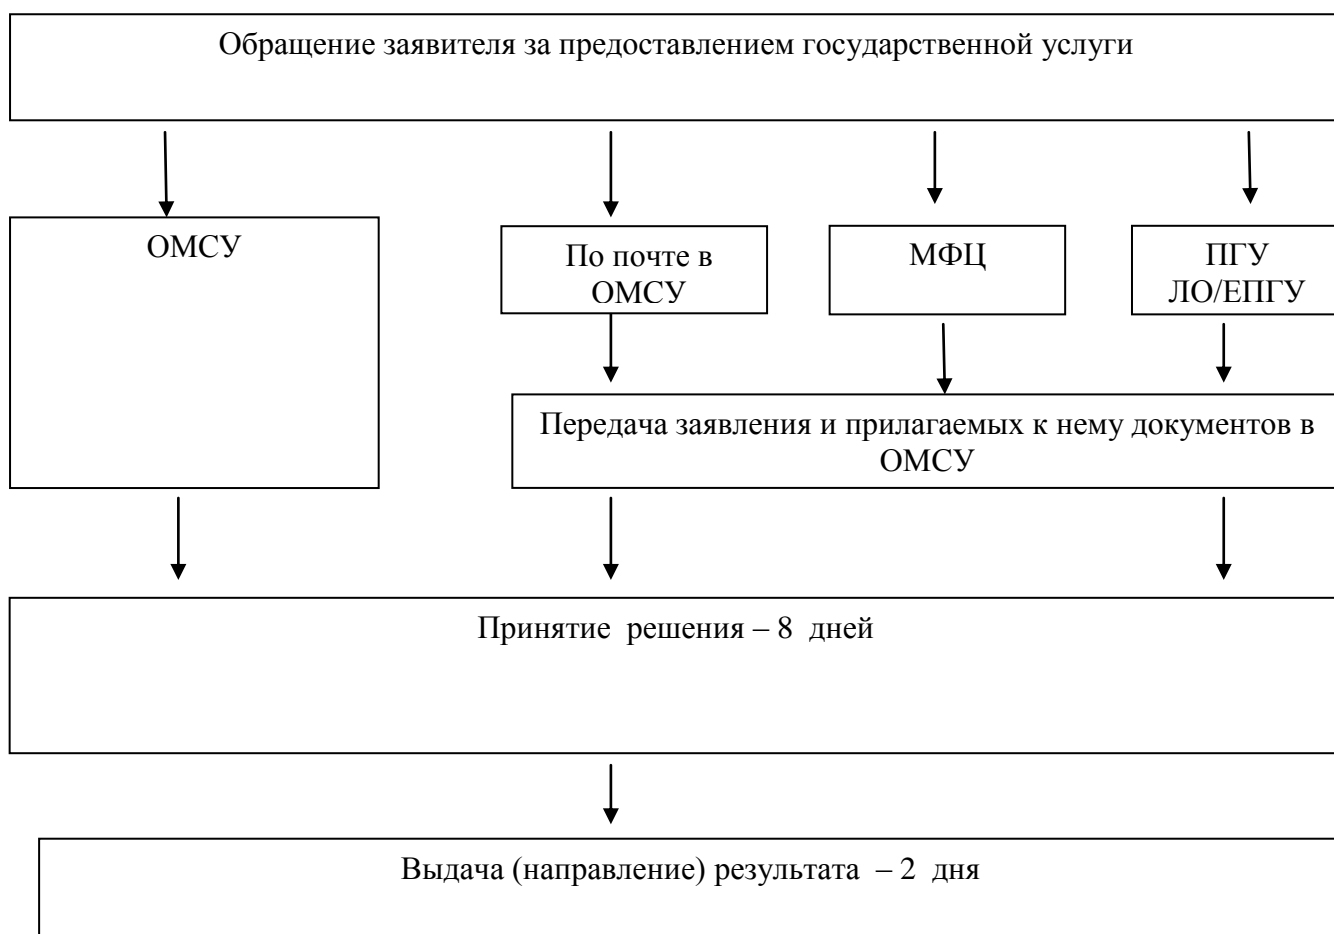 Обращение заявителя за предоставлением государственной услуги
ОМСУ
По почте в
ОМСУ
МФЦ
ПГУ
ЛО/ЕПГУ
Передача заявления и прилагаемых к нему документов в
ОМСУ
Принятие решения – 8 дней
Выдача (направление) результата – 2 дня